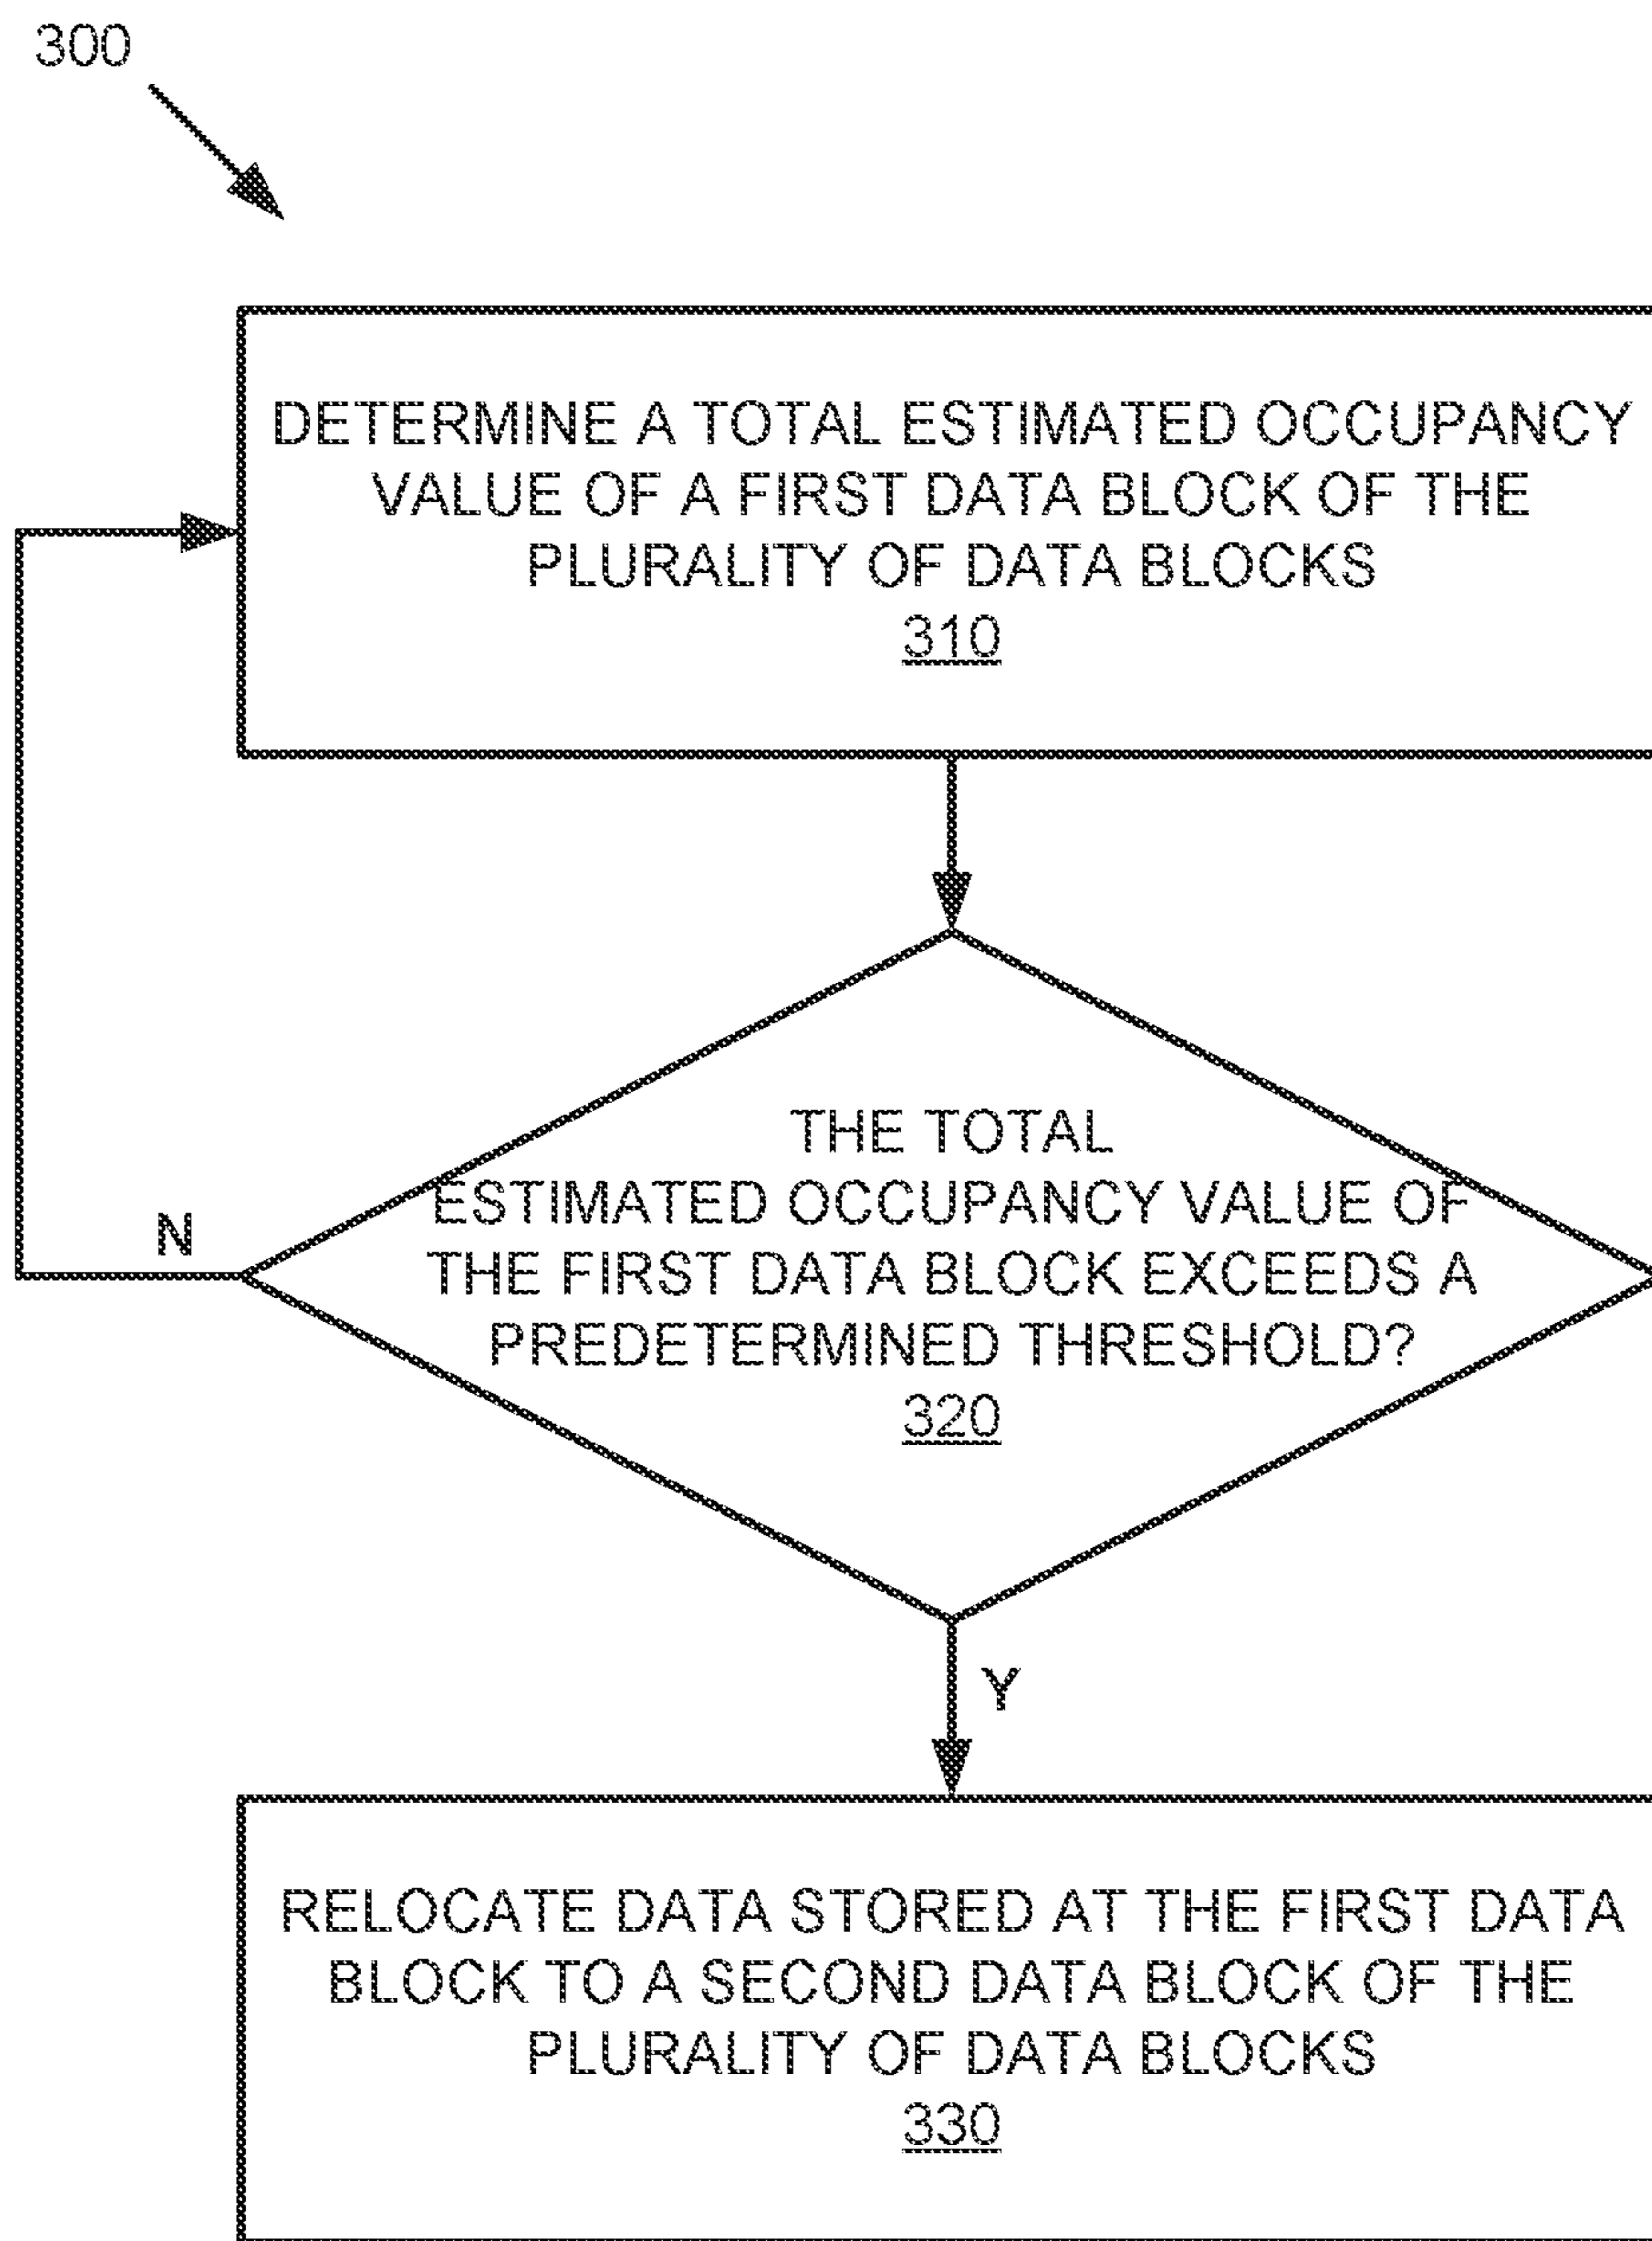 300
DETERMINE A TOTAL ESTIMATED OCCUPANCY
VALUE OF A FIRST DATA BLOCK OF THE
PLURALITY OF DATA BLOCKS
310
THE TOTAL
ESTIMATED OCCUPANCY VALUE OF
THE FIRST DATA BLOCK EXCEEDS A
PREDETERMINED THRESHOLD?
320
N
Y
RELOCATE DATA STORED AT THE FIRST DATA
BLOCK TO A SECOND DATA BLOCK OF THE
PLURALITY OF DATA BLOCKS
330